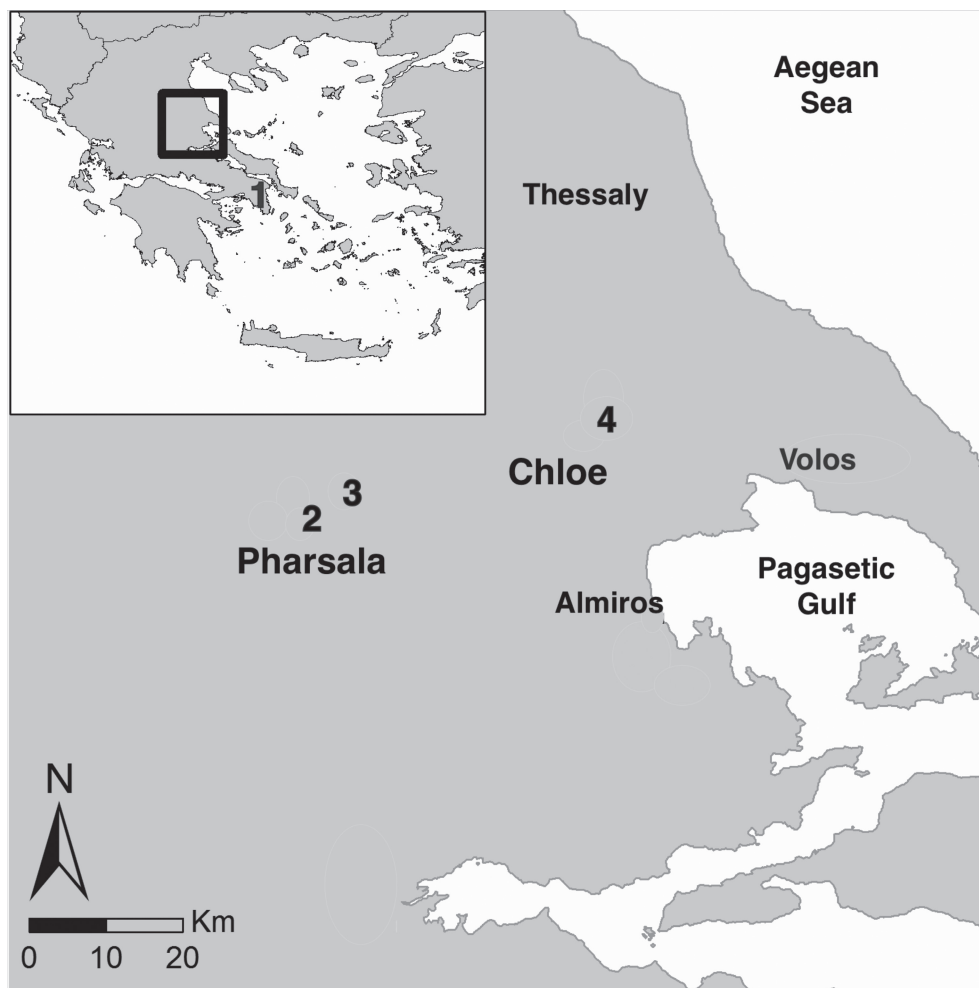 Aegean
Sea
Thessaly
1
4
Chloe
Volos
3
2
Pharsala
Pagasetic
Gulf
Almiros
N
Km
0 10 20